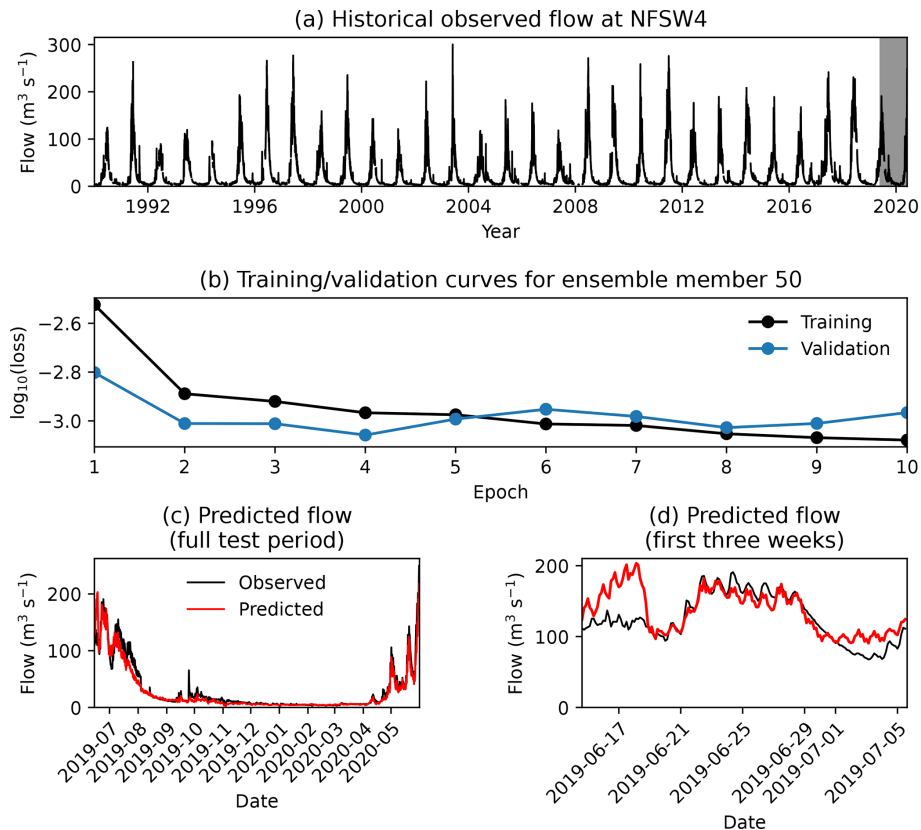 (a) Historical observed flow at NFSW4
Flow (m³ s⁻¹)
300
200
100
0
1992
1996
2000
2004
2008
2012
2016
2020
Year
(b) Training/validation curves for ensemble member 50
log₁₀(loss)
−2.6
−2.8
−3.0
Training
Validation
1
2
3
4
5
6
7
8
9
10
Epoch
(c) Predicted flow
(full test period)
Flow (m³ s⁻¹)
200
100
0
Observed
Predicted
2019-07
2019-08
2019-09
2019-10
2019-11
2019-12
2020-01
2020-02
2020-03
2020-04
2020-05
Date
(d) Predicted flow
(first three weeks)
Flow (m³ s⁻¹)
200
100
0
2019-06-17
2019-06-21
2019-06-25
2019-06-29
2019-07-01
2019-07-05
Date